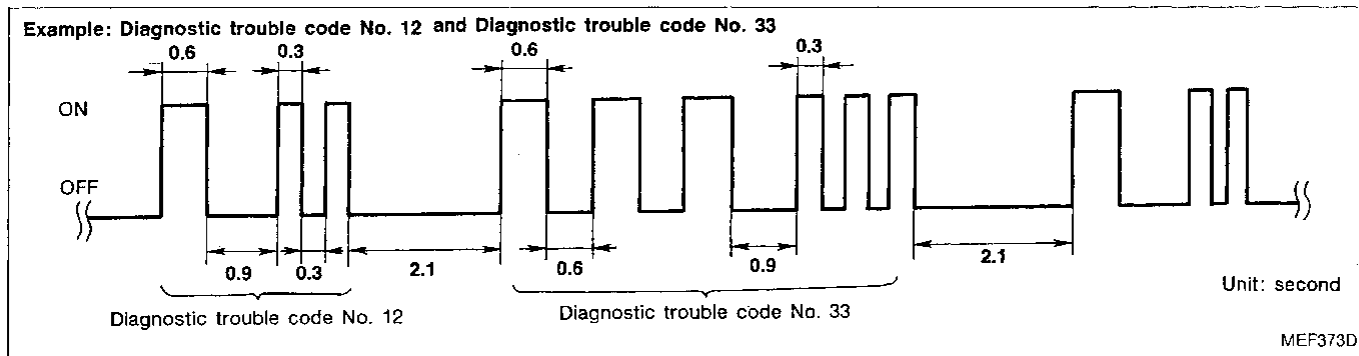 Example: Diagnostic trouble code No. 12 and Diagnostic trouble code No. 33
0.6 0.3 0.6 0.3
ON
OFF
0.9 0.3 2.1 0.6 0.9 2.1
Unit: second
Diagnostic trouble code No. 12 Diagnostic trouble code No. 33
MEF373D